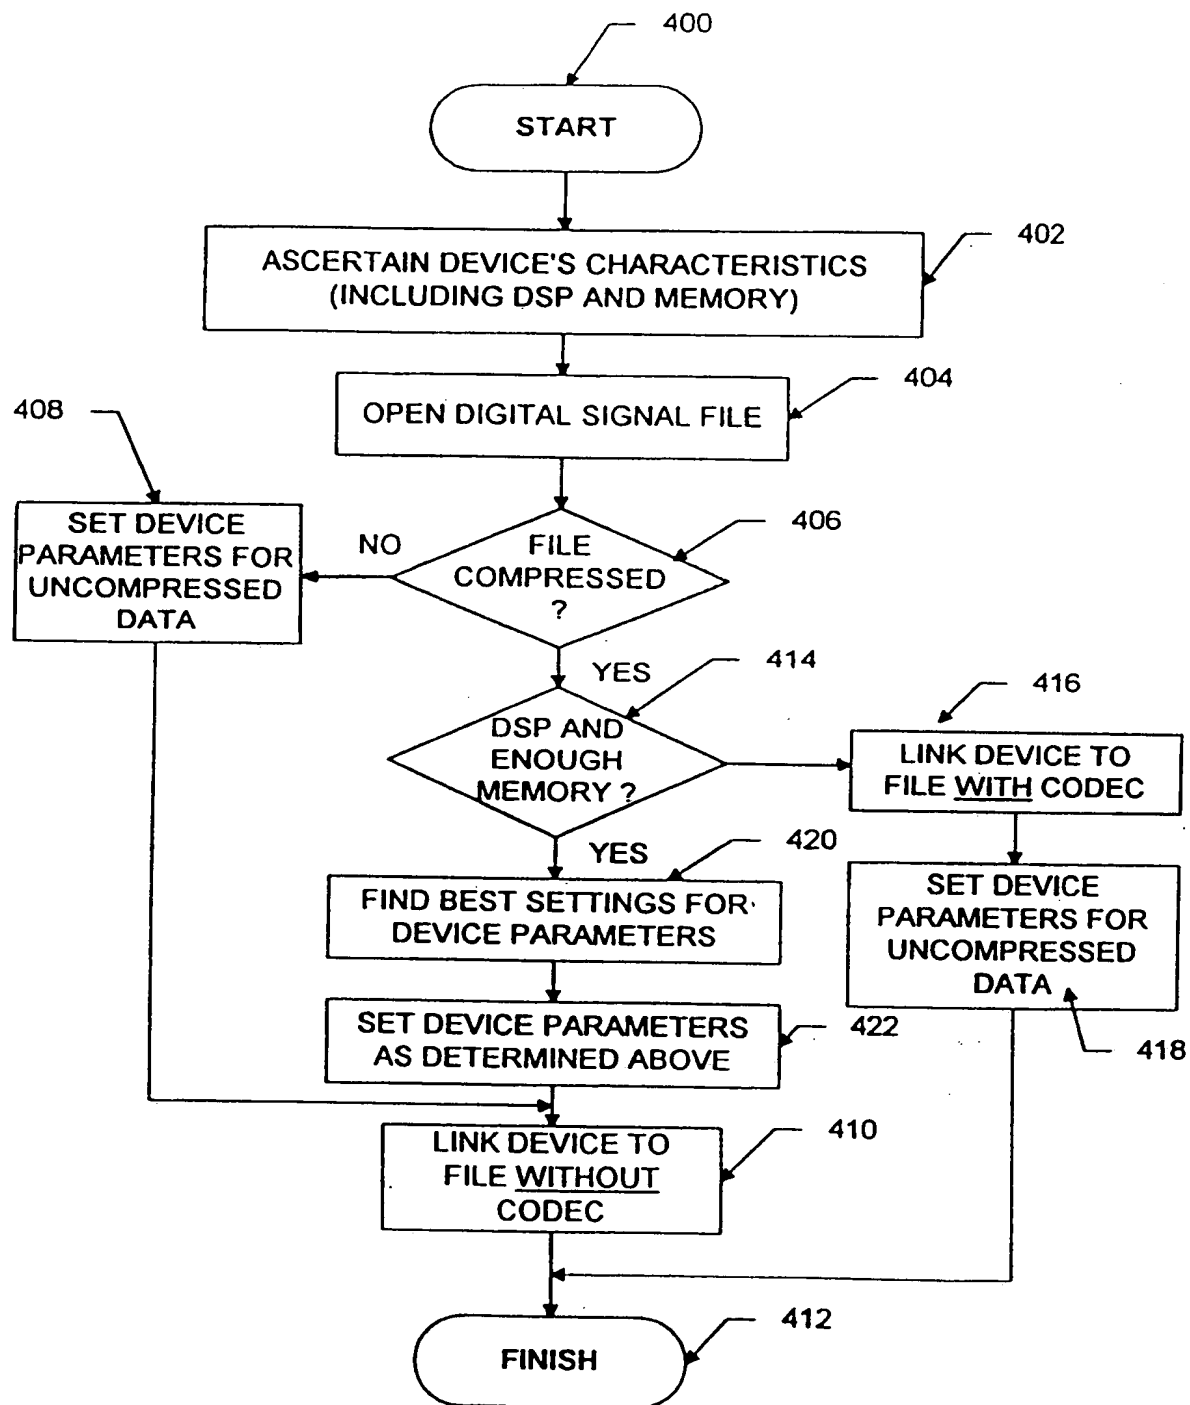 400
START
402
ASCERTAIN DEVICE'S CHARACTERISTICS
(INCLUDING DSP AND MEMORY)
404
OPEN DIGITAL SIGNAL FILE
408
SET DEVICE
PARAMETERS FOR
UNCOMPRESSED
DATA
NO
406
FILE
COMPRESSED
?
YES
414
DSP AND
ENOUGH
MEMORY ?
416
LINK DEVICE TO
FILE WITH CODEC
YES
420
FIND BEST SETTINGS FOR
DEVICE PARAMETERS
SET DEVICE
PARAMETERS FOR
UNCOMPRESSED
DATA
418
SET DEVICE PARAMETERS
AS DETERMINED ABOVE
422
LINK DEVICE TO
FILE WITHOUT
CODEC
410
412
FINISH